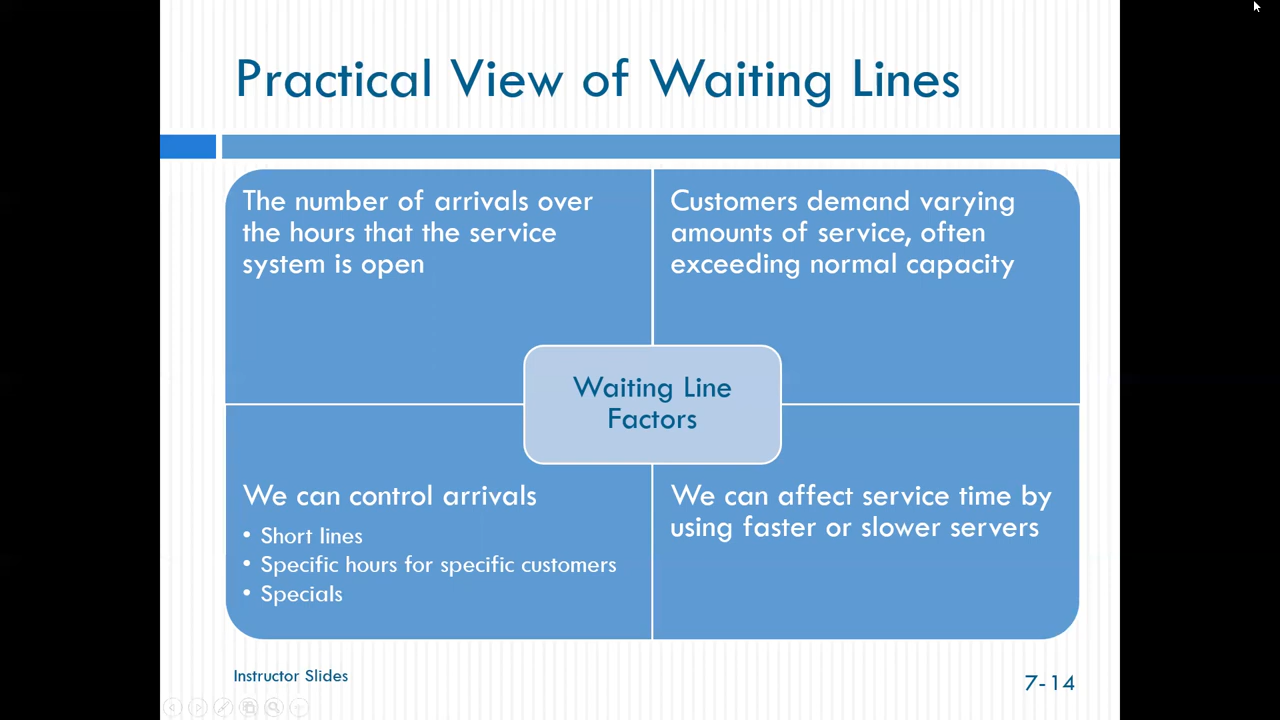 Practical View of Waiting Lines
The number of arrivals over
the hours that the service
system is open
Customers demand varying
amounts of service, often
exceeding normal capacity
Waiting Line
Factors
We can control arrivals
• Short lines
• Specific hours for specific customers
• Specials
We can affect service time by
using faster or slower servers
Instructor Slides
7-14